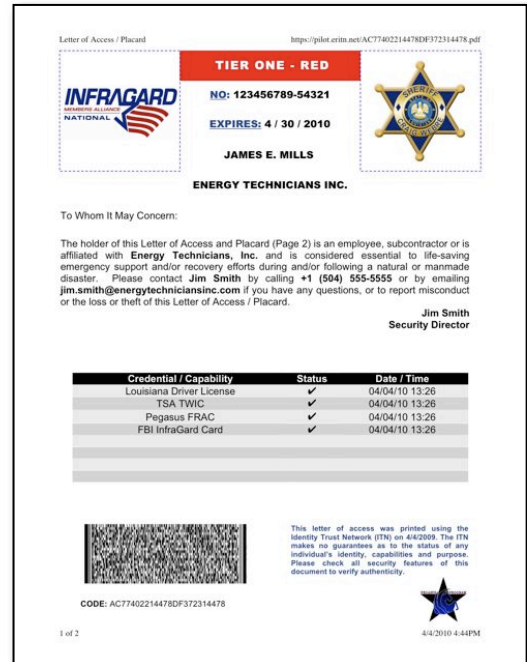 Letter of Access / Placard
https://pilot.eritn.net/AC77402214478DF372314478.pdf
INFRAGARD
MEMBERS ALLIANCE
NATIONAL
TIER ONE - RED
NO: 123456789-54321
EXPIRES: 4 / 30 / 2010
JAMES E. MILLS
ENERGY TECHNICIANS INC.
SHERIFF
To Whom It May Concern:
The holder of this Letter of Access and Placard (Page 2) is an employee, subcontractor or is
affiliated with Energy Technicians, Inc. and is considered essential to life-saving
emergency support and/or recovery efforts during and/or following a natural or manmade
disaster. Please contact Jim Smith by calling +1 (504) 555-5555 or by emailing
jim.smith@energytechniciansinc.com if you have any questions, or to report misconduct
or the loss or theft of this Letter of Access / Placard.
Jim Smith
Security Director
Credential / Capability Status Date / Time
Louisiana Driver License ✔ 04/04/10 13:26
TSA TWIC ✔ 04/04/10 13:26
Pegasus FRAC ✔ 04/04/10 13:26
FBI InfraGard Card ✔ 04/04/10 13:26
CODE: AC77402214478DF372314478
This letter of access was printed using the
Identity Trust Network (ITN) on 4/4/2009. The ITN
makes no guarantees as to the status of any
individual's identity, capabilities and purpose.
Please check all security features of this
document to verify authenticity.
1 of 2
4/4/2010 4:44PM